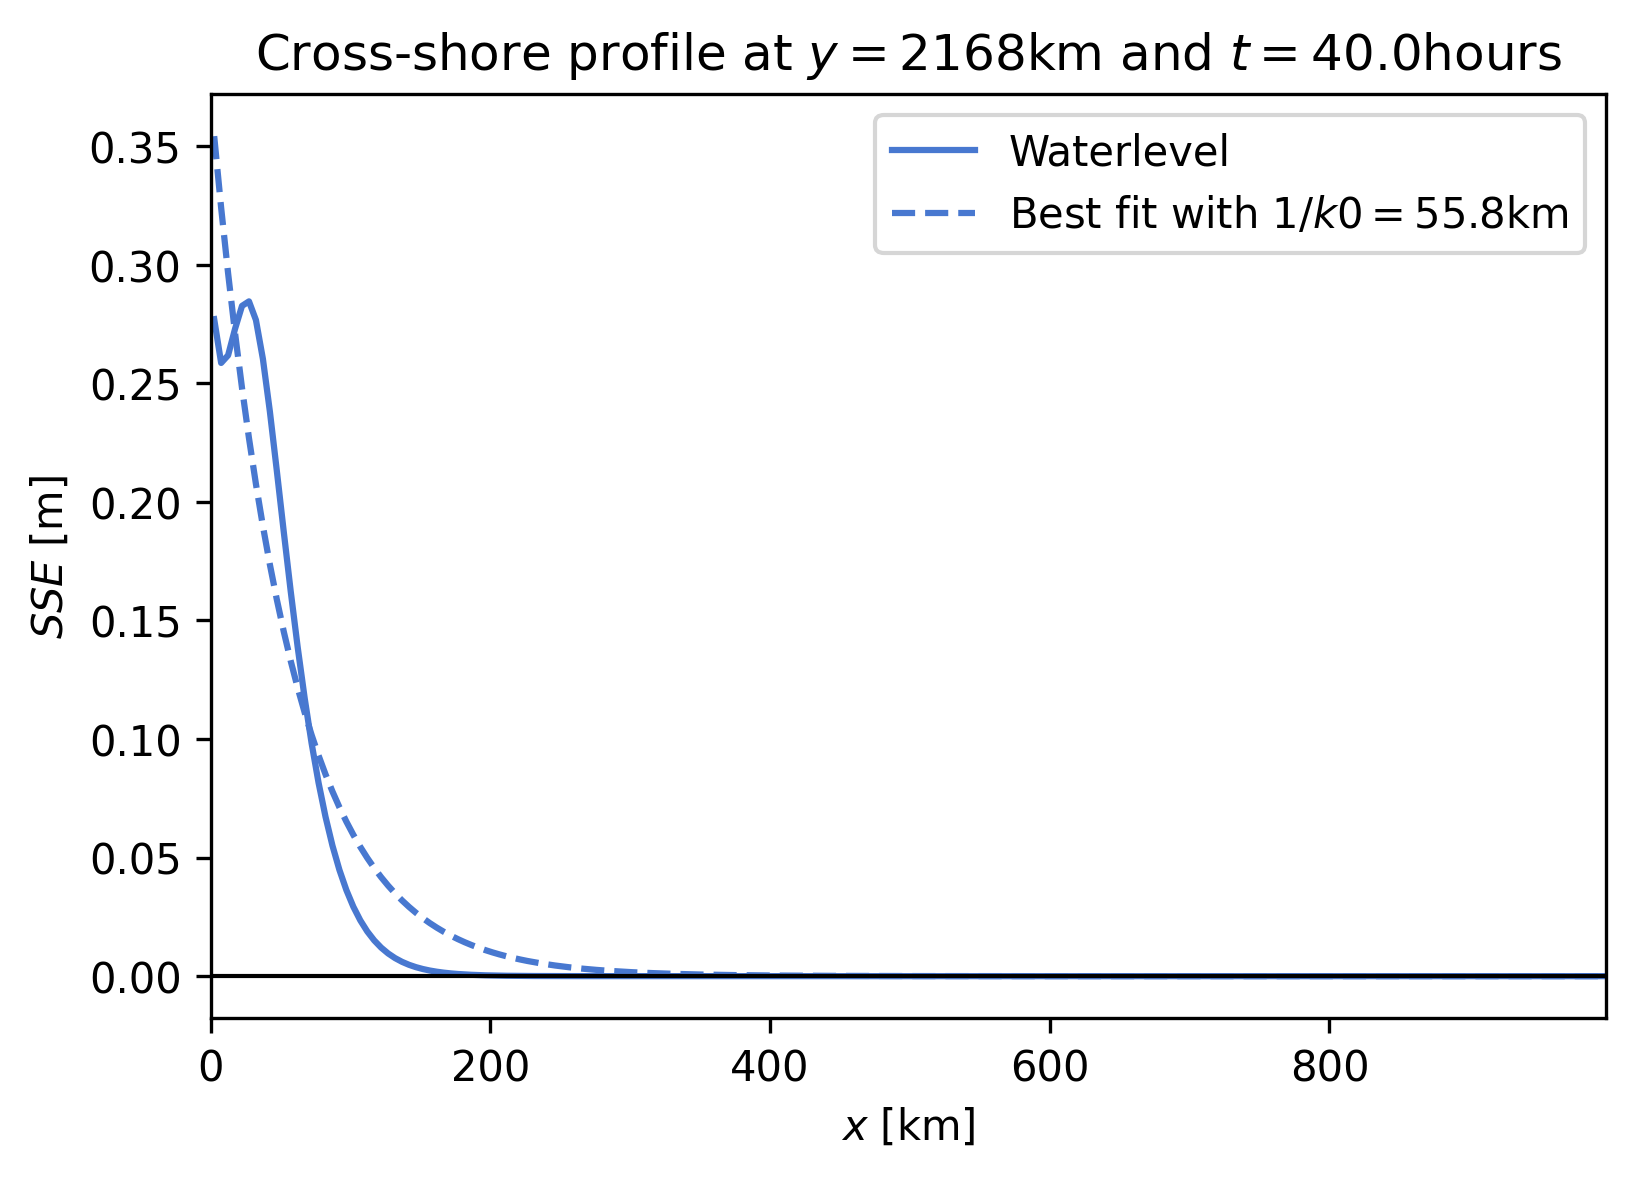 Cross-shore profile at y = 2168km and t = 40.0hours
Waterlevel
Best fit with 1/k0 = 55.8km
SSE [m]
0.35
0.30
0.25
0.20
0.15
0.10
0.05
0.00
0 200 400 600 800
x [km]